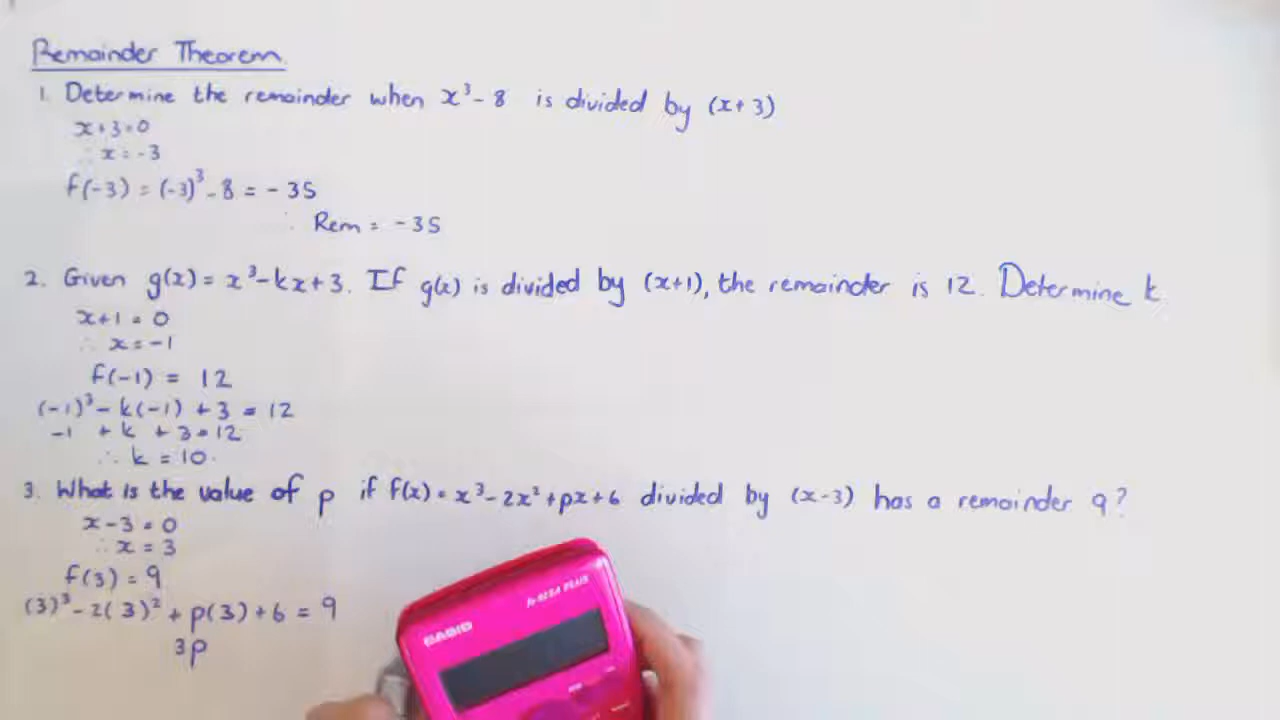 Remainder Theorem
1. Determine the remainder when x³ - 8 is divided by (x+3)
x+3=0
∴ x = -3
f(-3) = (-3)³ - 8 = -35
∴ Rem = -35
2. Given g(x) = x³ - kx + 3. If g(x) is divided by (x+1), the remainder is 12. Determine k.
x+1 = 0
∴ x = -1
f(-1) = 12
(-1)³ - k(-1) + 3 = 12
-1 + k + 3 = 12
∴ k = 10.
3. What is the value of p if f(x) = x³ - 2x² + px + 6 divided by (x-3) has a remainder 9?
x - 3 = 0
∴ x = 3
f(3) = 9
(3)³ - 2(3)² + p(3) + 6 = 9
3p
CASIO
PLUS